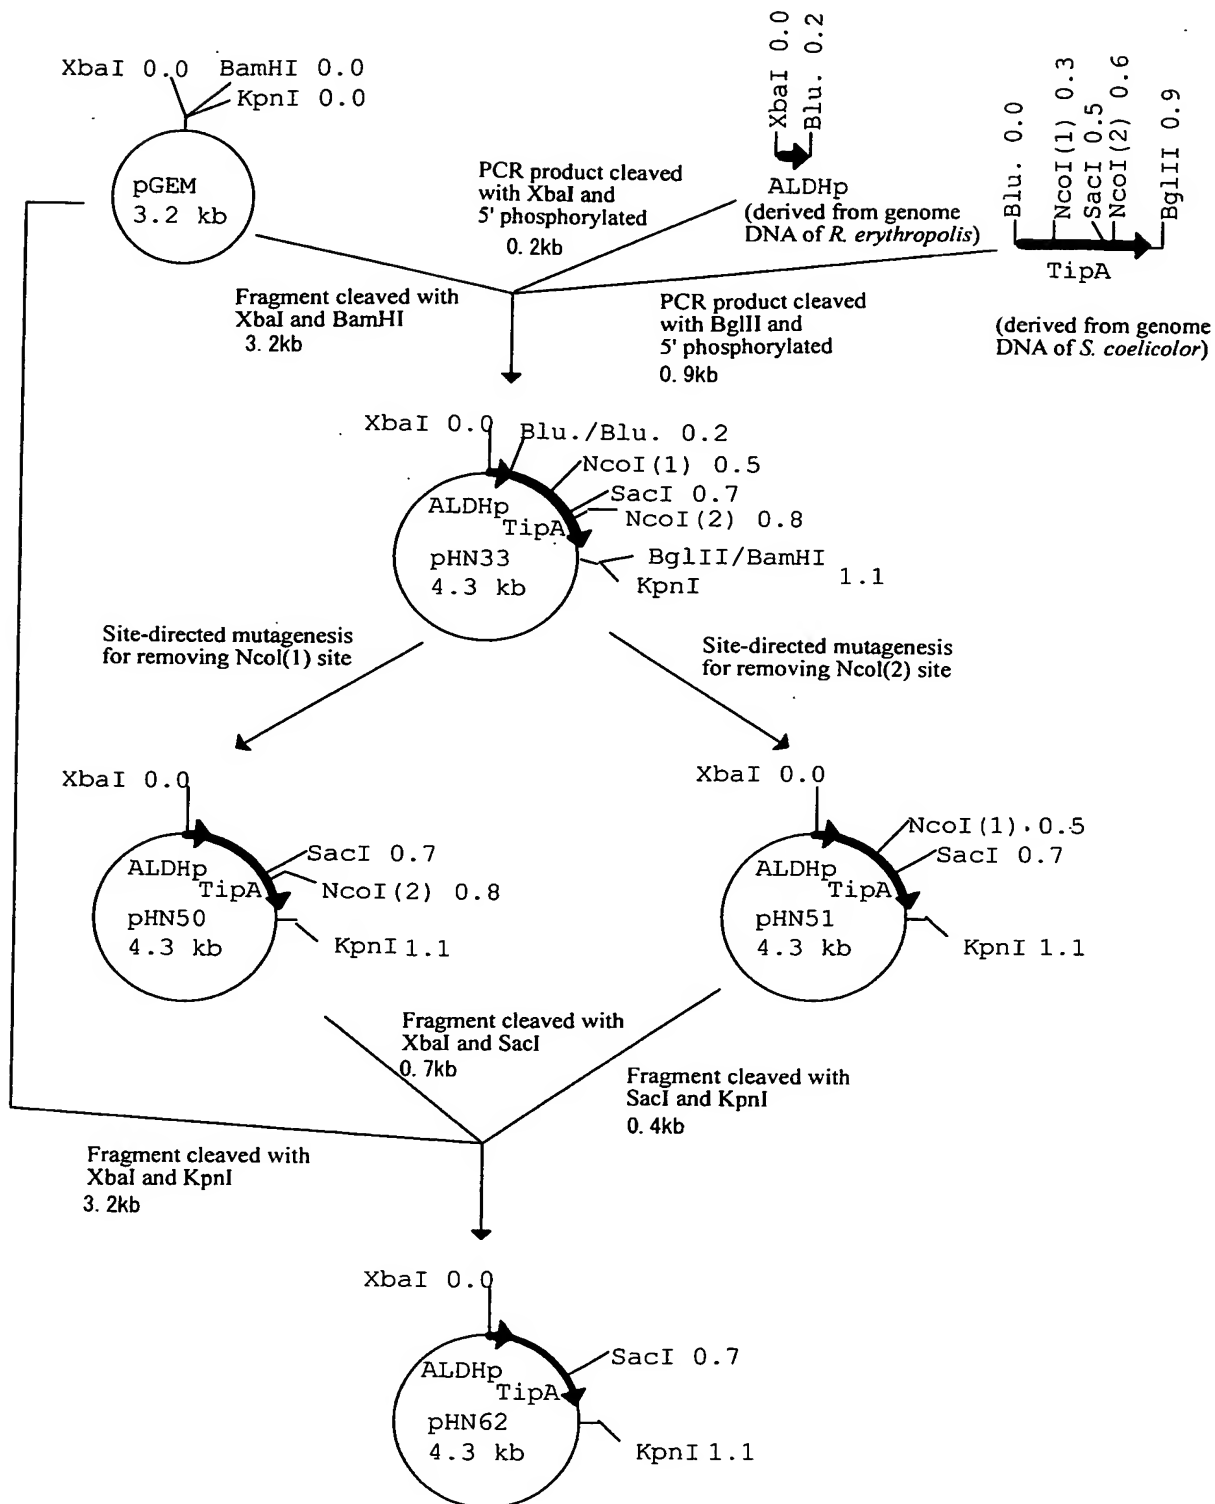 XbaI 0.0
BamHI 0.0
KpnI 0.0
pGEM
3.2 kb
XbaI 0.0
Blu. 0.2
ALDHp
(derived from genome
DNA of R. erythropolis)
Blu. 0.0
NcoI(1) 0.3
SacI 0.5
NcoI(2) 0.6
BglII 0.9
TipA
(derived from genome
DNA of S. coelicolor)
PCR product cleaved
with XbaI and
5' phosphorylated
0.2kb
Fragment cleaved with
XbaI and BamHI
3.2kb
PCR product cleaved
with BglII and
5' phosphorylated
0.9kb
XbaI 0.0
Blu./Blu. 0.2
NcoI(1) 0.5
SacI 0.7
NcoI(2) 0.8
BglII/BamHI
KpnI
1.1
ALDHp
TipA
pHN33
4.3 kb
Site-directed mutagenesis
for removing NcoI(1) site
Site-directed mutagenesis
for removing NcoI(2) site
XbaI 0.0
SacI 0.7
NcoI(2) 0.8
KpnI 1.1
ALDHp
TipA
pHN50
4.3 kb
XbaI 0.0
NcoI(1) 0.5
SacI 0.7
KpnI 1.1
ALDHp
TipA
pHN51
4.3 kb
Fragment cleaved with
XbaI and SacI
0.7kb
Fragment cleaved with
SacI and KpnI
0.4kb
Fragment cleaved with
XbaI and KpnI
3.2kb
XbaI 0.0
SacI 0.7
KpnI 1.1
ALDHp
TipA
pHN62
4.3 kb